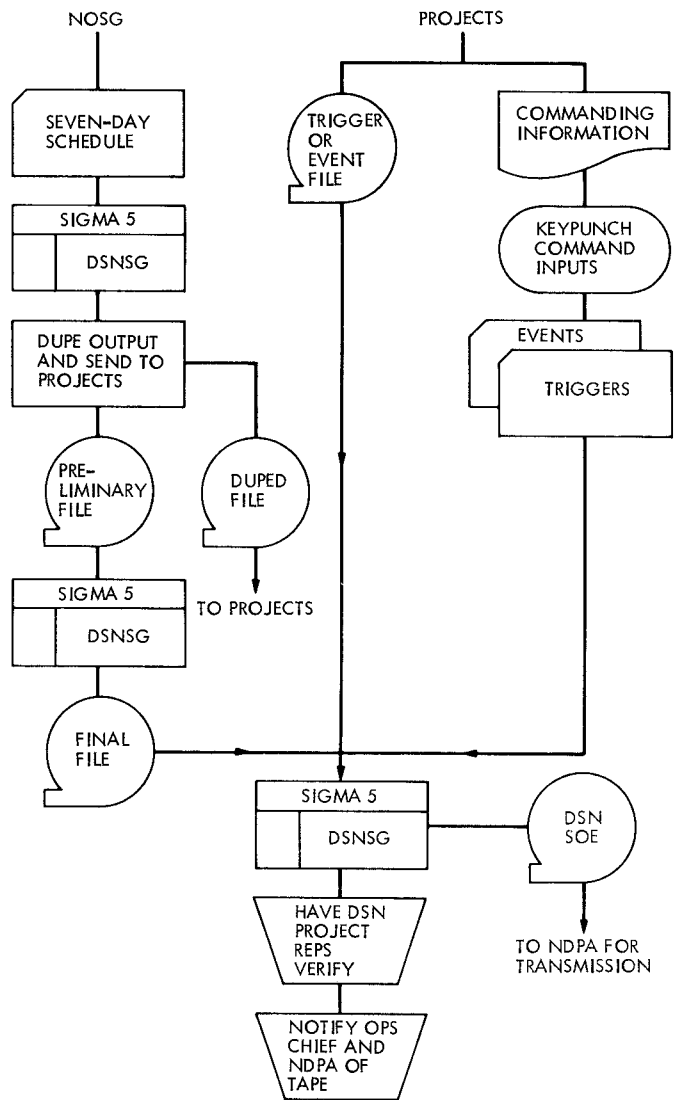 NOSG
PROJECTS
SEVEN-DAY
SCHEDULE
TRIGGER
OR
EVENT
FILE
COMMANDING
INFORMATION
SIGMA 5
DSNSG
KEYPUNCH
COMMAND
INPUTS
DUPE OUTPUT
AND SEND TO
PROJECTS
EVENTS
TRIGGERS
PRE-
LIMINARY
FILE
DUPED
FILE
SIGMA 5
DSNSG
TO PROJECTS
FINAL
FILE
SIGMA 5
DSNSG
DSN
SOE
HAVE DSN
PROJECT
REPS
VERIFY
TO NDPA FOR
TRANSMISSION
NOTIFY OPS
CHIEF AND
NDPA OF
TAPE